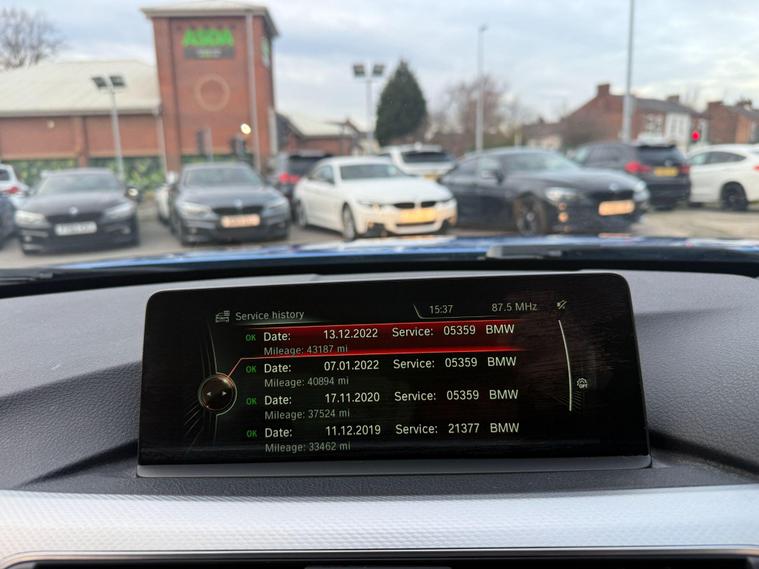 ASDA
Service history 15:37 87.5 MHz
OK Date: 13.12.2022 Service: 05359 BMW
Mileage: 43187 mi
OK Date: 07.01.2022 Service: 05359 BMW
Mileage: 40894 mi
OK Date: 17.11.2020 Service: 05359 BMW
Mileage: 37524 mi
OK Date: 11.12.2019 Service: 21377 BMW
Mileage: 33462 mi
OFF